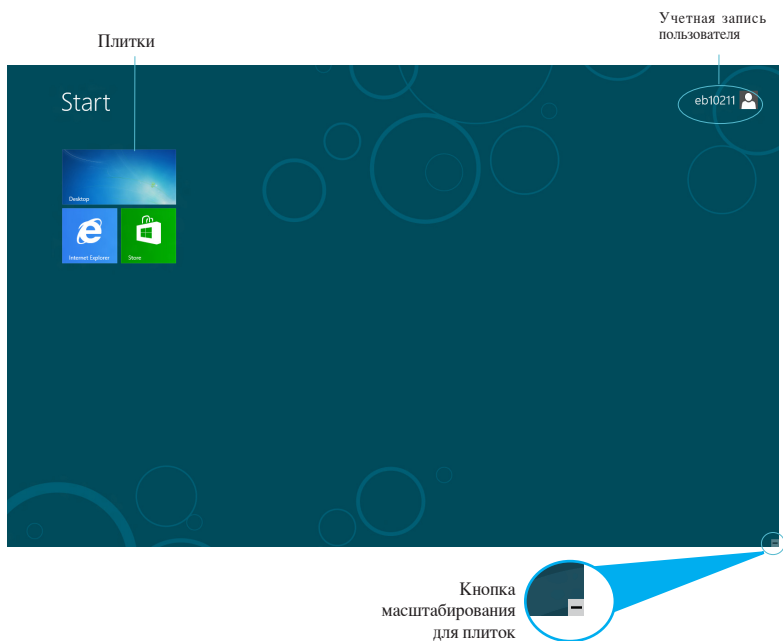 Учетная запись
пользователя
Плитки
Start
eb10211
Desktop
Internet Explorer
Store
Кнопка
масштабирования
для плиток